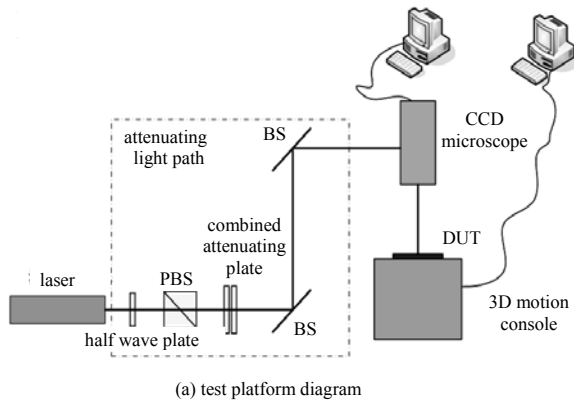 attenuating
light path
BS
CCD
microscope
combined
attenuating
plate
DUT
PBS
laser
3D motion
console
BS
half wave plate
(a) test platform diagram